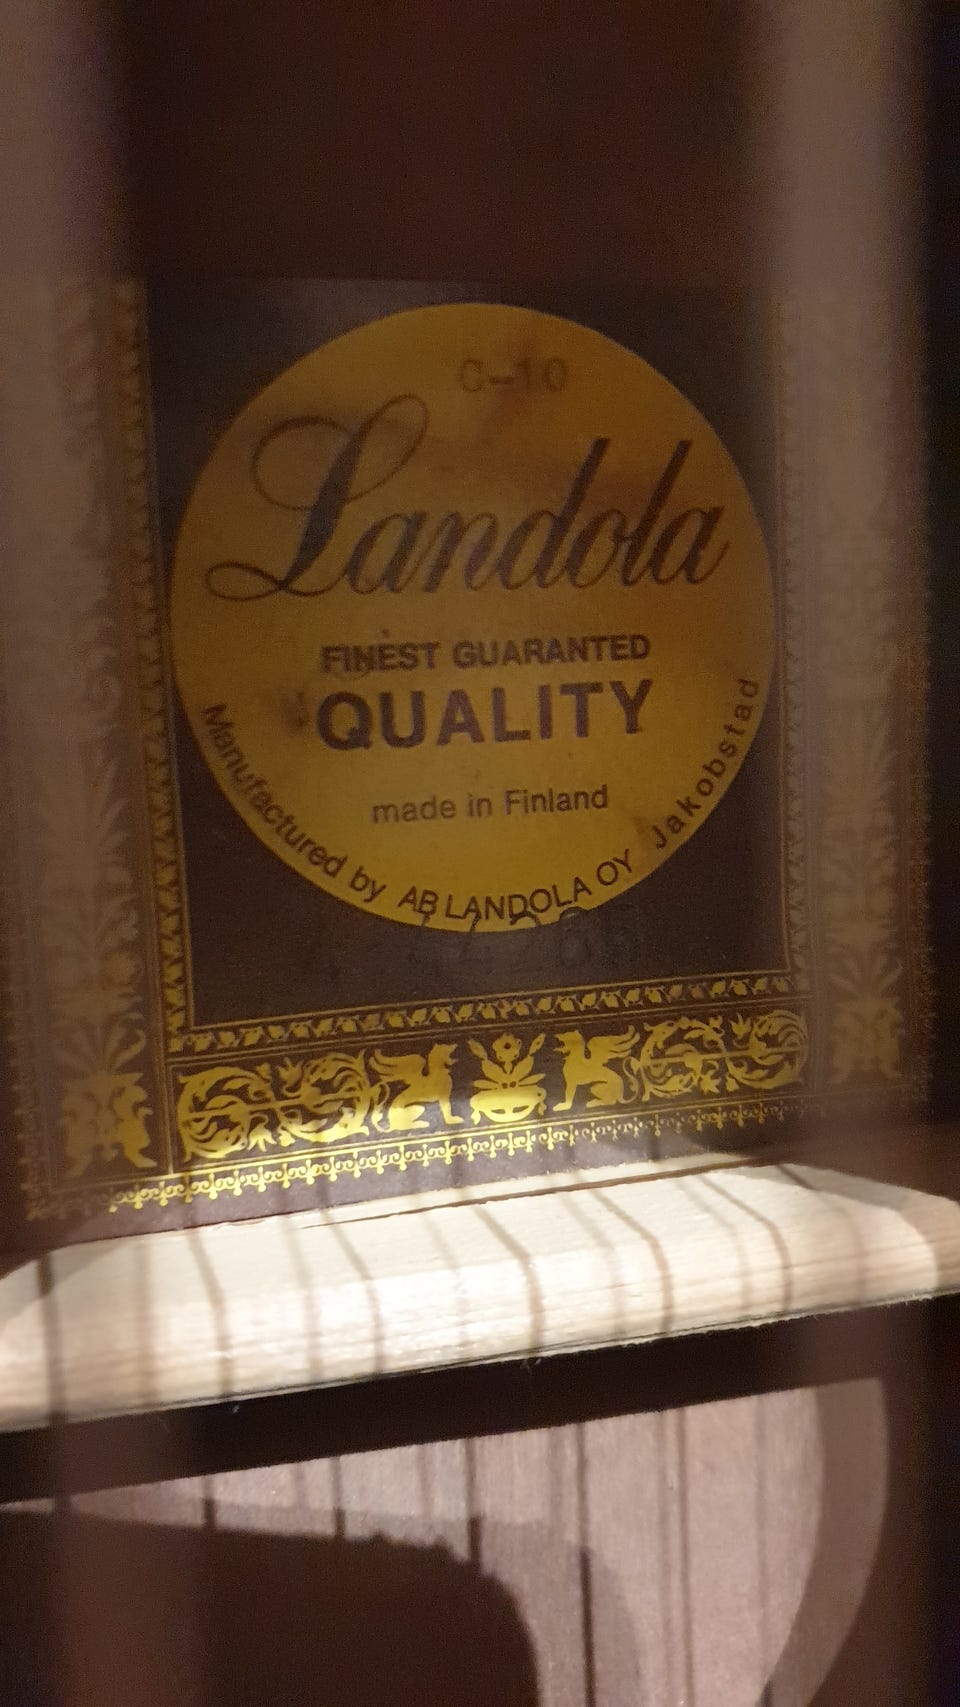 C-10
Landola
FINEST GUARANTED
QUALITY
made in Finland
Manufactured by AB LANDOLA OY Jakobstad